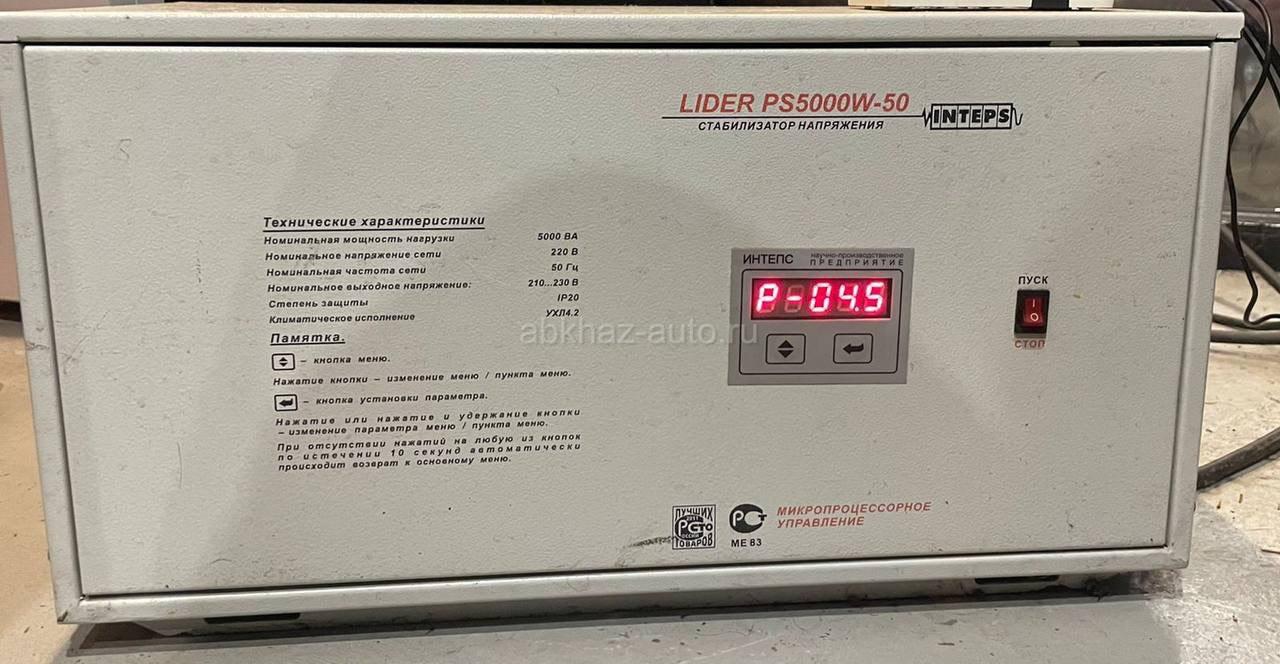 LIDER PS5000W-50
INTEPS
СТАБИЛИЗАТОР НАПРЯЖЕНИЯ
Технические характеристики
Номинальная мощность нагрузки 5000 ВА
Номинальное напряжение сети 220 В
Номинальная частота сети 50 Гц
Номинальное выходное напряжение: 210...230 В
Степень защиты IP20
Климатическое исполнение УХЛ4.2
Памятка.
– кнопка меню.
Нажатие кнопки – изменение меню / пункта меню.
– кнопка установки параметра.
Нажатие или нажатие и удержание кнопки
– изменение параметра меню / пункта меню.
При отсутствии нажатий на любую из кнопок
по истечении 10 секунд автоматически
происходит возврат к основному меню.
ИНТЕПС научно-производственное
ПРЕДПРИЯТИЕ
P-04.5
ПУСК
I
O
СТОП
abkhaz-auto.ru
ЛУЧШИХ
2011
ТОВАРОВ
МЕ 83
МИКРОПРОЦЕССОРНОЕ
УПРАВЛЕНИЕ